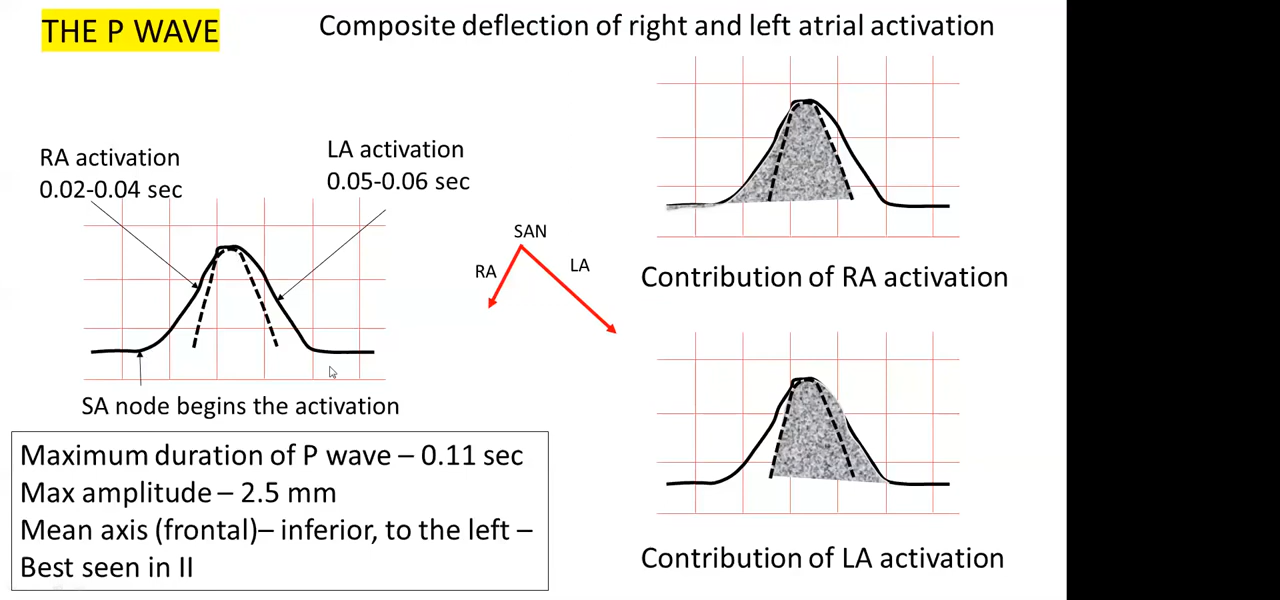 THE P WAVE
Composite deflection of right and left atrial activation
RA activation
0.02-0.04 sec
LA activation
0.05-0.06 sec
SA node begins the activation
SAN
RA
LA
Contribution of RA activation
Contribution of LA activation
Maximum duration of P wave – 0.11 sec
Max amplitude – 2.5 mm
Mean axis (frontal)– inferior, to the left –
Best seen in II